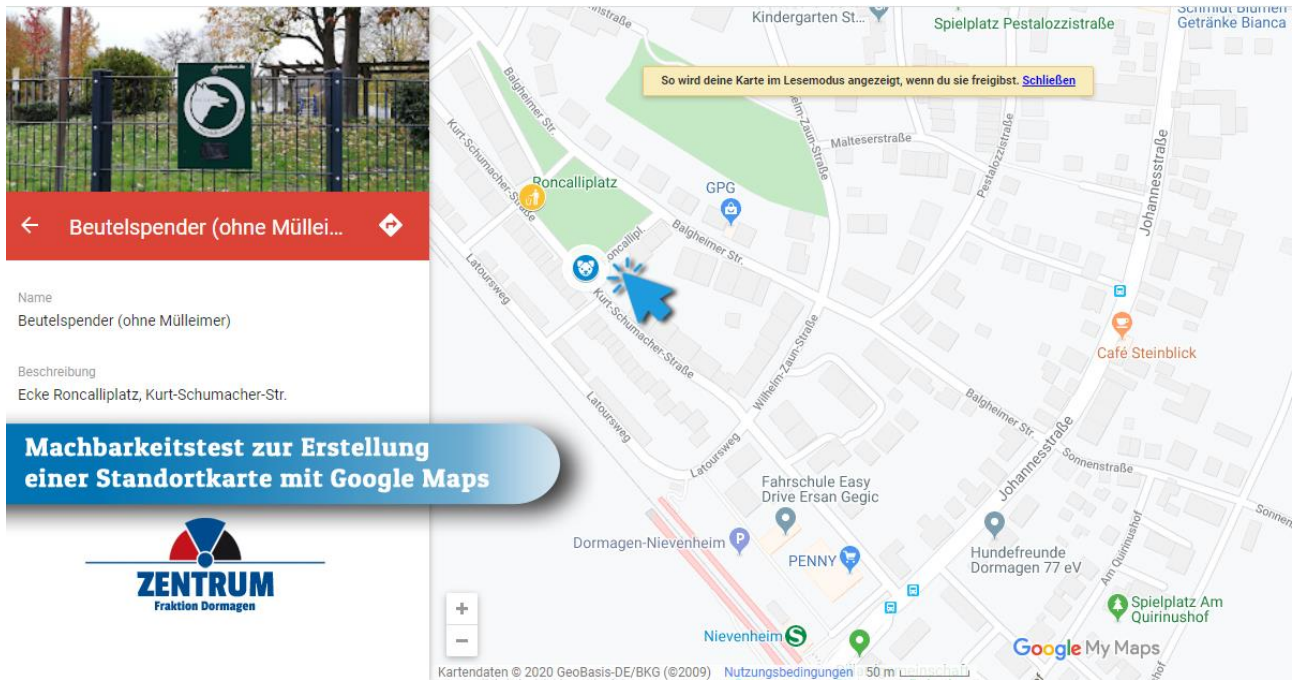 Beutelspender (ohne Müllei...
Name
Beutelspender (ohne Mülleimer)
Beschreibung
Ecke Roncalliplatz, Kurt-Schumacher-Str.
Machbarkeitstest zur Erstellung
einer Standortkarte mit Google Maps
ZENTRUM
Fraktion Dormagen
Kindergarten St...
Spielplatz Pestalozzistraße
Schmidt Blumen
Getränke Bianca
So wird deine Karte im Lesemodus angezeigt, wenn du sie freigibst. Schließen
Balgheimer Str.
Kurt-Schumacher-Straße
Malteserstraße
Pestalozzistraße
Johannesstraße
Roncalliplatz
GPG
Balgheimer Str.
Latoursweg
Kurt-Schumacher-Straße
Wilhelm-Zaun-Straße
Café Steinblick
Latoursweg
Latoursweg
Balgheimer Str.
Johannesstraße
Sonnenstraße
Fahrschule Easy
Drive Ersan Gegic
Dormagen-Nievenheim
P
PENNY
Hundefreunde
Dormagen 77 eV
Am Quirinushof
Spielplatz Am
Quirinushof
Nievenheim
S
Google My Maps
+
−
Kartendaten © 2020 GeoBasis-DE/BKG (©2009) Nutzungsbedingungen 50 m